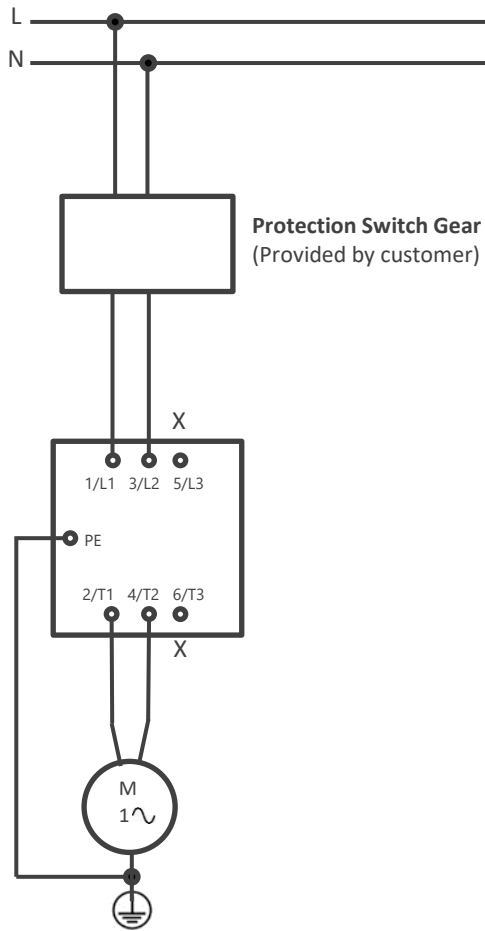 L
N
Protection Switch Gear
(Provided by customer)
X
1/L1 3/L2 5/L3
PE
2/T1 4/T2 6/T3
X
M
1∿